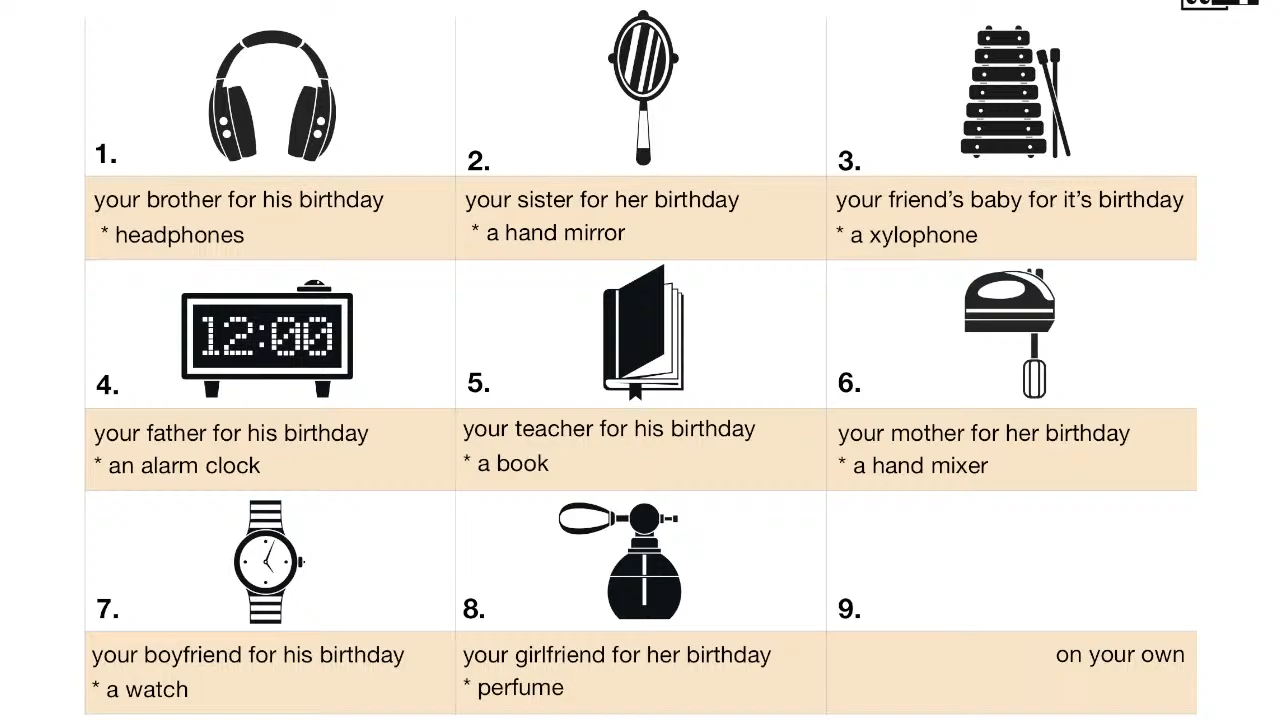 1.
2.
3.
your brother for his birthday
* headphones
your sister for her birthday
* a hand mirror
your friend's baby for it's birthday
* a xylophone
12:00
4.
5.
6.
your father for his birthday
* an alarm clock
your teacher for his birthday
* a book
your mother for her birthday
* a hand mixer
7.
8.
9.
your boyfriend for his birthday
* a watch
your girlfriend for her birthday
* perfume
on your own